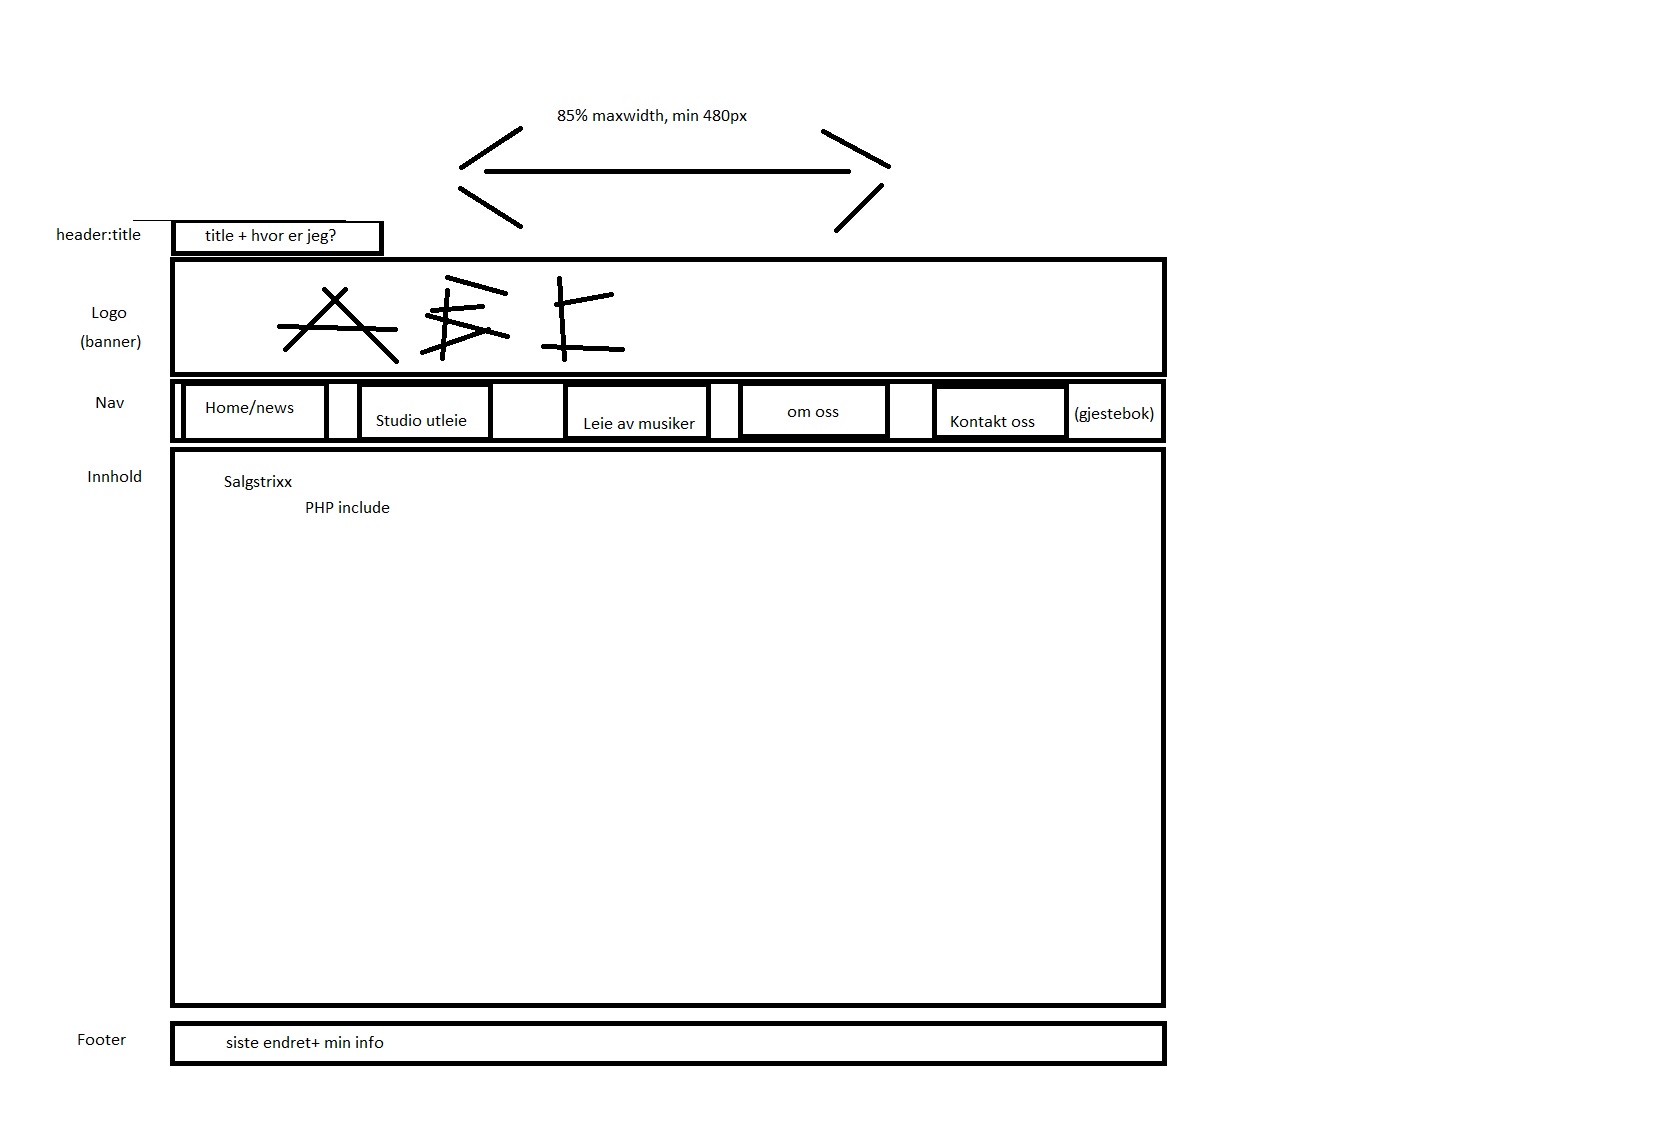 85% maxwidth, min 480px
header:title
title + hvor er jeg?
Logo
(banner)
Nav
Home/news
Studio utleie
Leie av musiker
om oss
Kontakt oss
(gjestebok)
Innhold
Salgstrixx
PHP include
Footer
siste endret+ min info